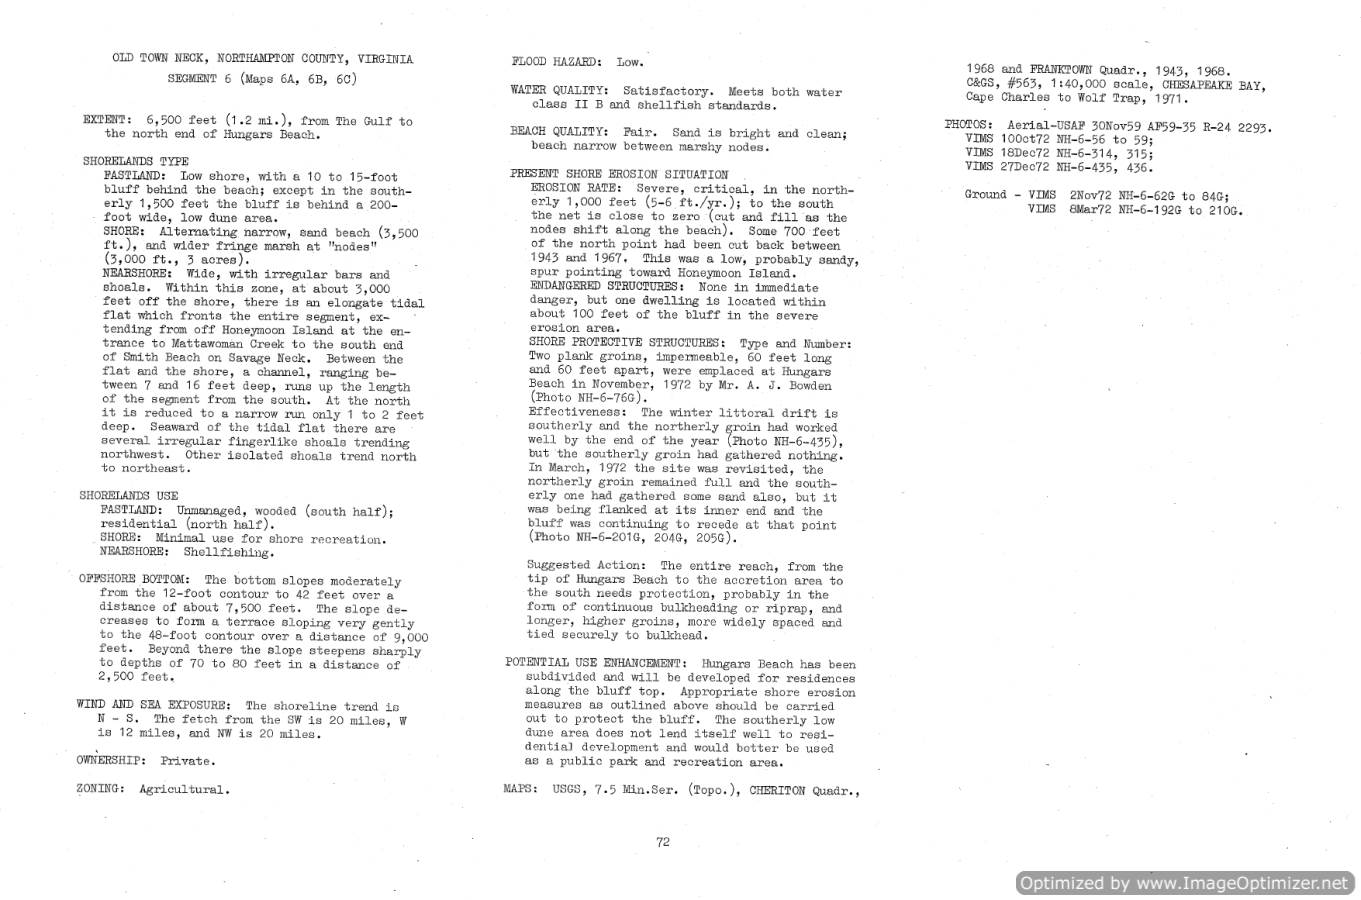 OLD TOWN NECK, NORTHAMPTON COUNTY, VIRGINIA
SEGMENT 6 (Maps 6A, 6B, 6C)
EXTENT: 6,500 feet (1.2 mi.), from The Gulf to
the north end of Hungars Beach.
SHORELANDS TYPE
FASTLAND: Low shore, with a 10 to 15-foot
bluff behind the beach; except in the south-
erly 1,500 feet the bluff is behind a 200-
foot wide, low dune area.
SHORE: Alternating narrow, sand beach (3,500
ft.), and wider fringe marsh at "nodes"
(3,000 ft., 3 acres).
NEARSHORE: Wide, with irregular bars and
shoals. Within this zone, at about 3,000
feet off the shore, there is an elongate tidal
flat which fronts the entire segment, ex-
tending from off Honeymoon Island at the en-
trance to Mattawoman Creek to the south end
of Smith Beach on Savage Neck. Between the
flat and the shore, a channel, ranging be-
tween 7 and 16 feet deep, runs up the length
of the segment from the south. At the north
it is reduced to a narrow run only 1 to 2 feet
deep. Seaward of the tidal flat there are
several irregular fingerlike shoals trending
northwest. Other isolated shoals trend north
to northeast.
SHORELANDS USE
FASTLAND: Unmanaged, wooded (south half);
residential (north half).
SHORE: Minimal use for shore recreation.
NEARSHORE: Shellfishing.
OFFSHORE BOTTOM: The bottom slopes moderately
from the 12-foot contour to 42 feet over a
distance of about 7,500 feet. The slope de-
creases to form a terrace sloping very gently
to the 48-foot contour over a distance of 9,000
feet. Beyond there the slope steepens sharply
to depths of 70 to 80 feet in a distance of
2,500 feet.
WIND AND SEA EXPOSURE: The shoreline trend is
N - S. The fetch from the SW is 20 miles, W
is 12 miles, and NW is 20 miles.
OWNERSHIP: Private.
ZONING: Agricultural.
FLOOD HAZARD: Low.
WATER QUALITY: Satisfactory. Meets both water
class II B and shellfish standards.
BEACH QUALITY: Fair. Sand is bright and clean;
beach narrow between marshy nodes.
PRESENT SHORE EROSION SITUATION
EROSION RATE: Severe, critical, in the north-
erly 1,000 feet (5-6 ft./yr.); to the south
the net is close to zero (cut and fill as the
nodes shift along the beach). Some 700 feet
of the north point had been cut back between
1943 and 1967. This was a low, probably sandy,
spur pointing toward Honeymoon Island.
ENDANGERED STRUCTURES: None in immediate
danger, but one dwelling is located within
about 100 feet of the bluff in the severe
erosion area.
SHORE PROTECTIVE STRUCTURES: Type and Number:
Two plank groins, impermeable, 60 feet long
and 60 feet apart, were emplaced at Hungars
Beach in November, 1972 by Mr. A. J. Bowden
(Photo NH-6-76G).
Effectiveness: The winter littoral drift is
southerly and the northerly groin had worked
well by the end of the year (Photo NH-6-435),
but the southerly groin had gathered nothing.
In March, 1972 the site was revisited, the
northerly groin remained full and the south-
erly one had gathered some sand also, but it
was being flanked at its inner end and the
bluff was continuing to recede at that point
(Photo NH-6-201G, 204G, 205G).
Suggested Action: The entire reach, from the
tip of Hungars Beach to the accretion area to
the south needs protection, probably in the
form of continuous bulkheading or riprap, and
longer, higher groins, more widely spaced and
tied securely to bulkhead.
POTENTIAL USE ENHANCEMENT: Hungars Beach has been
subdivided and will be developed for residences
along the bluff top. Appropriate shore erosion
measures as outlined above should be carried
out to protect the bluff. The southerly low
dune area does not lend itself well to resi-
dential development and would better be used
as a public park and recreation area.
MAPS: USGS, 7.5 Min.Ser. (Topo.), CHERITON Quadr.,
1968 and FRANKTOWN Quadr., 1943, 1968.
C&GS, #563, 1:40,000 scale, CHESAPEAKE BAY,
Cape Charles to Wolf Trap, 1971.
PHOTOS: Aerial-USAF 30Nov59 AF59-35 R-24 2293.
VIMS 10Oct72 NH-6-56 to 59;
VIMS 18Dec72 NH-6-314, 315;
VIMS 27Dec72 NH-6-435, 436.
Ground - VIMS 2Nov72 NH-6-62G to 84G;
VIMS 8Mar72 NH-6-192G to 210G.
72
Optimized by www.ImageOptimizer.net